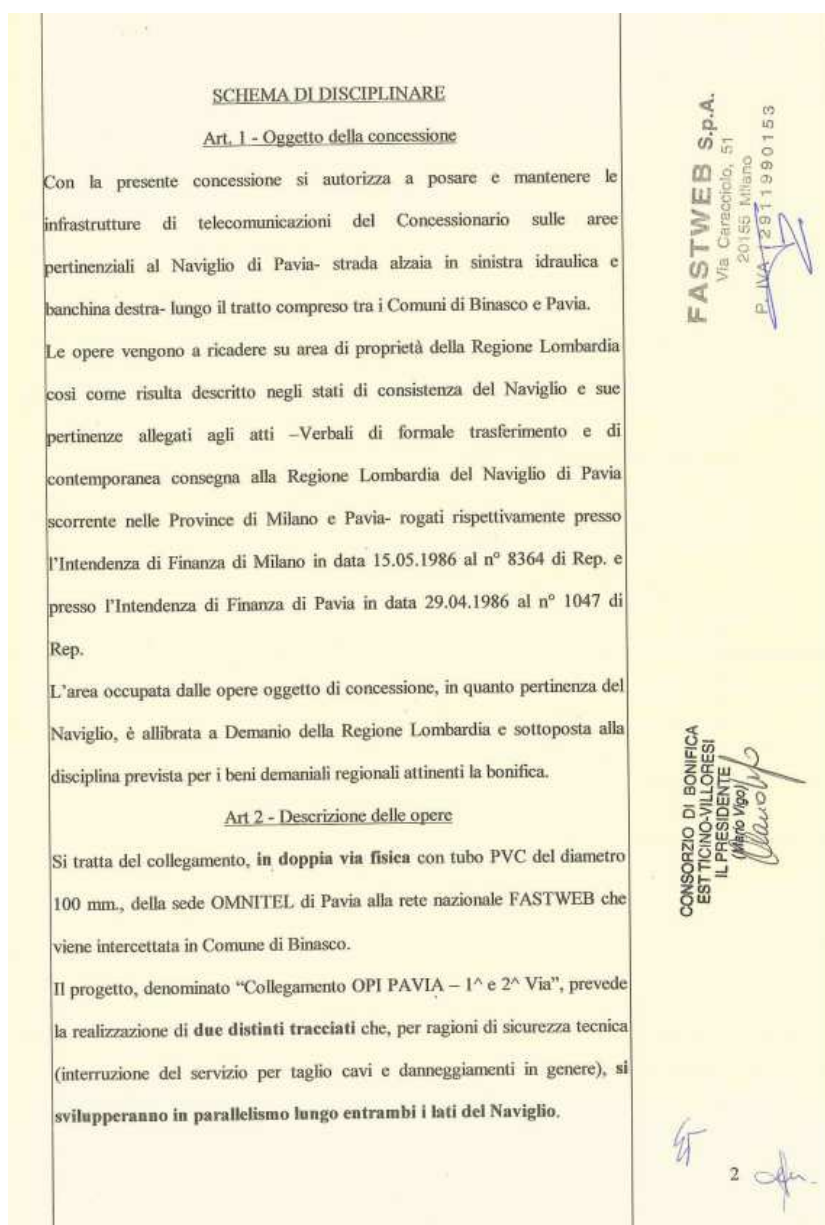 SCHEMA DI DISCIPLINARE
Art. 1 - Oggetto della concessione
Con la presente concessione si autorizza a posare e mantenere le
infrastrutture di telecomunicazioni del Concessionario sulle aree
pertinenziali al Naviglio di Pavia- strada alzaia in sinistra idraulica e
banchina destra- lungo il tratto compreso tra i Comuni di Binasco e Pavia.
Le opere vengono a ricadere su area di proprietà della Regione Lombardia
così come risulta descritto negli stati di consistenza del Naviglio e sue
pertinenze allegati agli atti –Verbali di formale trasferimento e di
contemporanea consegna alla Regione Lombardia del Naviglio di Pavia
scorrente nelle Province di Milano e Pavia- rogati rispettivamente presso
l'Intendenza di Finanza di Milano in data 15.05.1986 al n° 8364 di Rep. e
presso l'Intendenza di Finanza di Pavia in data 29.04.1986 al n° 1047 di
Rep.
L'area occupata dalle opere oggetto di concessione, in quanto pertinenza del
Naviglio, è allibrata a Demanio della Regione Lombardia e sottoposta alla
disciplina prevista per i beni demaniali regionali attinenti la bonifica.
Art 2 - Descrizione delle opere
Si tratta del collegamento, in doppia via fisica con tubo PVC del diametro
100 mm., della sede OMNITEL di Pavia alla rete nazionale FASTWEB che
viene intercettata in Comune di Binasco.
Il progetto, denominato “Collegamento OPI PAVIA – 1^ e 2^ Via”, prevede
la realizzazione di due distinti tracciati che, per ragioni di sicurezza tecnica
(interruzione del servizio per taglio cavi e danneggiamenti in genere), si
svilupperanno in parallelismo lungo entrambi i lati del Naviglio.
FASTWEB S.p.A.
Via Caracciolo, 51
20155 Milano
P. IVA 12911990153
CONSORZIO DI BONIFICA
EST TICINO-VILLORESI
IL PRESIDENTE
(Mario Vigo)
2